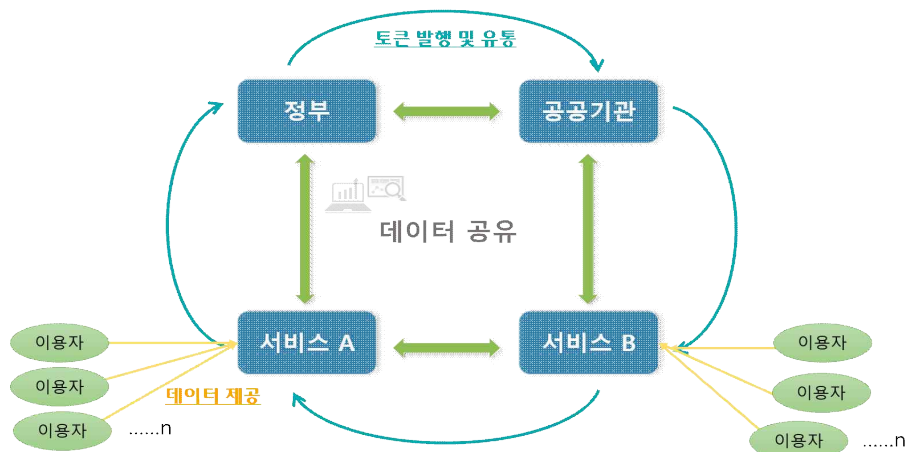 토큰 발행 및 유통
정부
공공기관
데이터 공유
서비스 A
서비스 B
이용자
이용자
이용자
......n
데이터 제공
이용자
이용자
이용자
......n